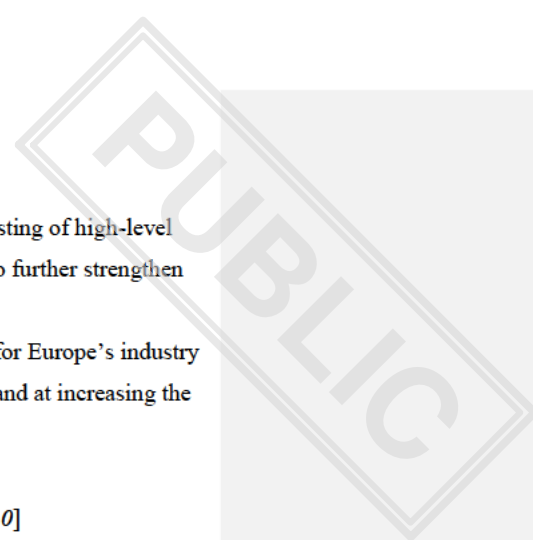 PUBLIC
sting of high-level
o further strengthen
for Europe's industry
and at increasing the
0]